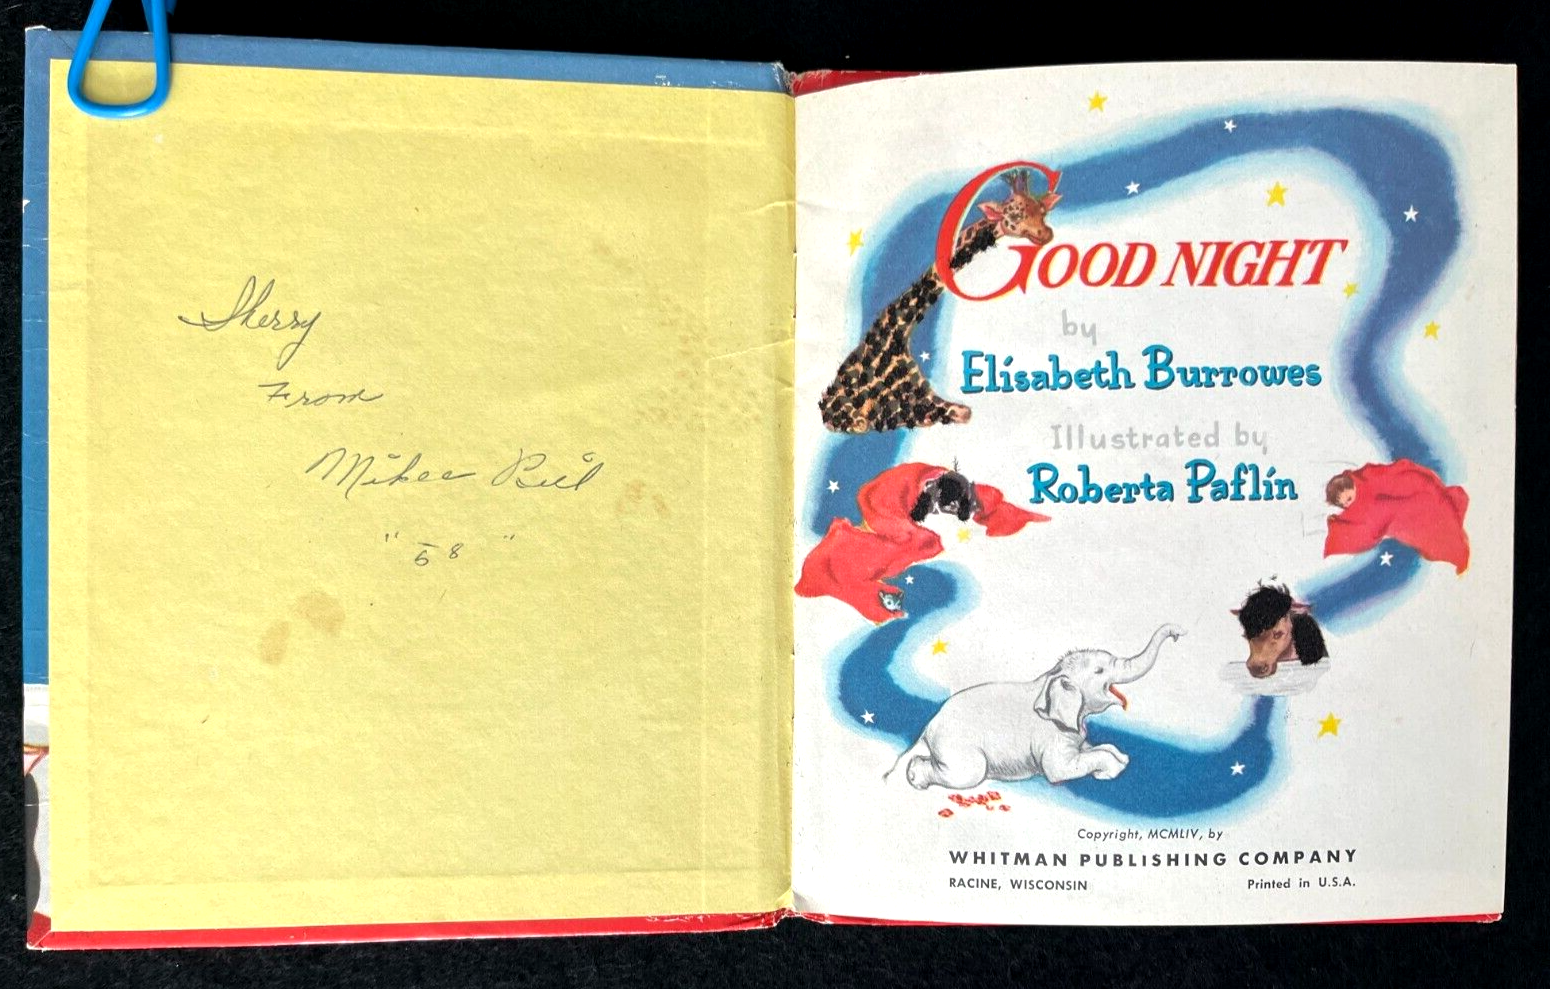 Sherry
From
"58"
GOOD NIGHT
by
Elisabeth Burrowes
Illustrated by
Roberta Paflin
Copyright, MCMLIV, by
WHITMAN PUBLISHING COMPANY
RACINE, WISCONSIN Printed in U.S.A.